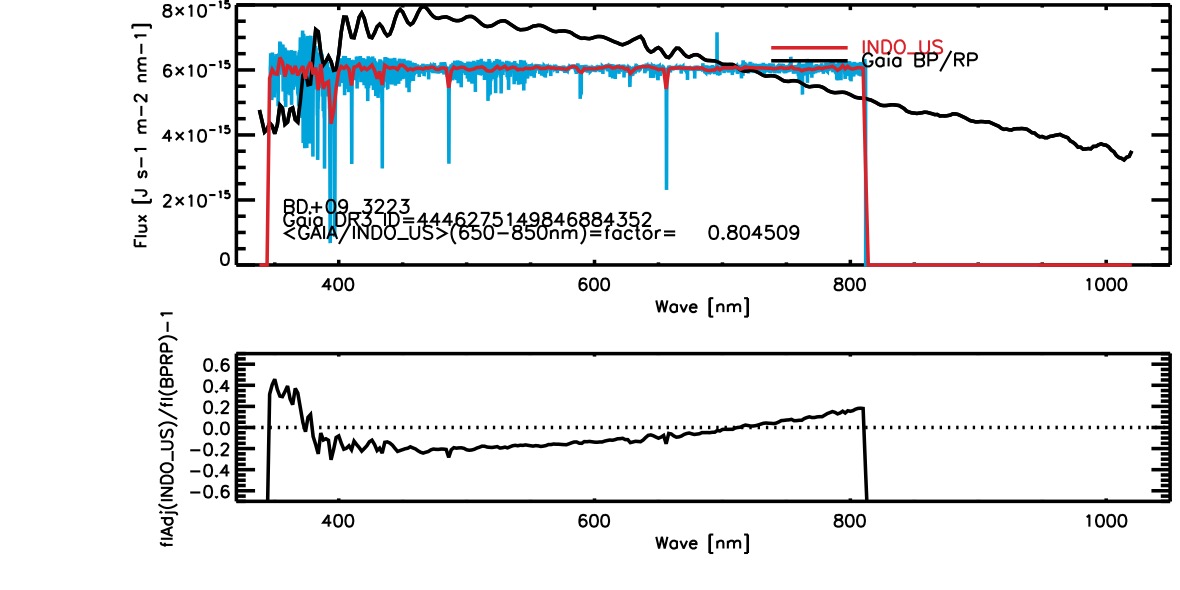 8×10⁻¹⁵
6×10⁻¹⁵
4×10⁻¹⁵
2×10⁻¹⁵
0
Flux [J s−1 m−2 nm−1]
INDO_US
Gaia BP/RP
BD+09_3223
Gaia DR3 ID=4446275149846884352
<GAIA/INDO_US>(650−850nm)=factor= 0.804509
400 600 800 1000
Wave [nm]
flAdj(INDO_US)/fl(BPRP)−1
0.6
0.4
0.2
0.0
−0.2
−0.4
−0.6
400 600 800 1000
Wave [nm]